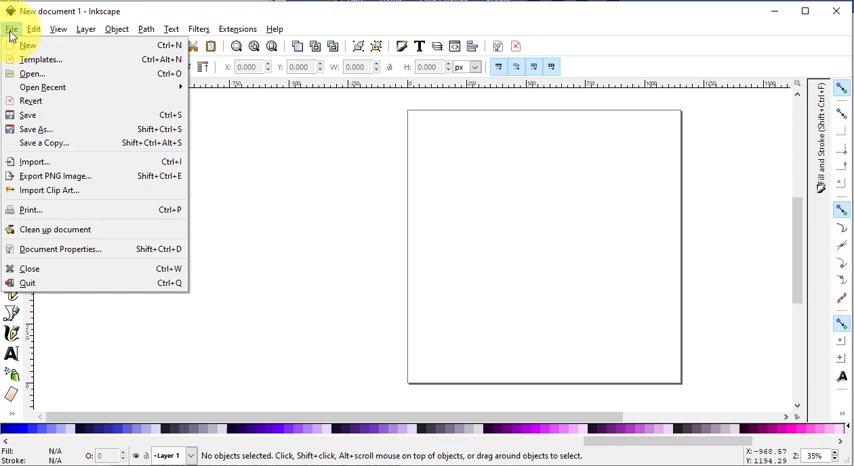 New document 1 - Inkscape
File Edit View Layer Object Path Text Filters Extensions Help
New Ctrl+N
Templates... Ctrl+Alt+N
Open... Ctrl+O
Open Recent
Revert
Save Ctrl+S
Save As... Shift+Ctrl+S
Save a Copy... Shift+Ctrl+Alt+S
Import... Ctrl+I
Export PNG Image... Shift+Ctrl+E
Import Clip Art...
Print... Ctrl+P
Clean up document
Document Properties... Shift+Ctrl+D
Close Ctrl+W
Quit Ctrl+Q
X: 0.000 Y: 0.000 W: 0.000 H: 0.000 px
Fill and Stroke (Shift+Ctrl+F)
Fill: N/A
Stroke: N/A
O: 0
Layer 1
No objects selected. Click, Shift+click, Alt+scroll mouse on top of objects, or drag around objects to select.
X: -968.57
Y: 1194.29
Z: 35%